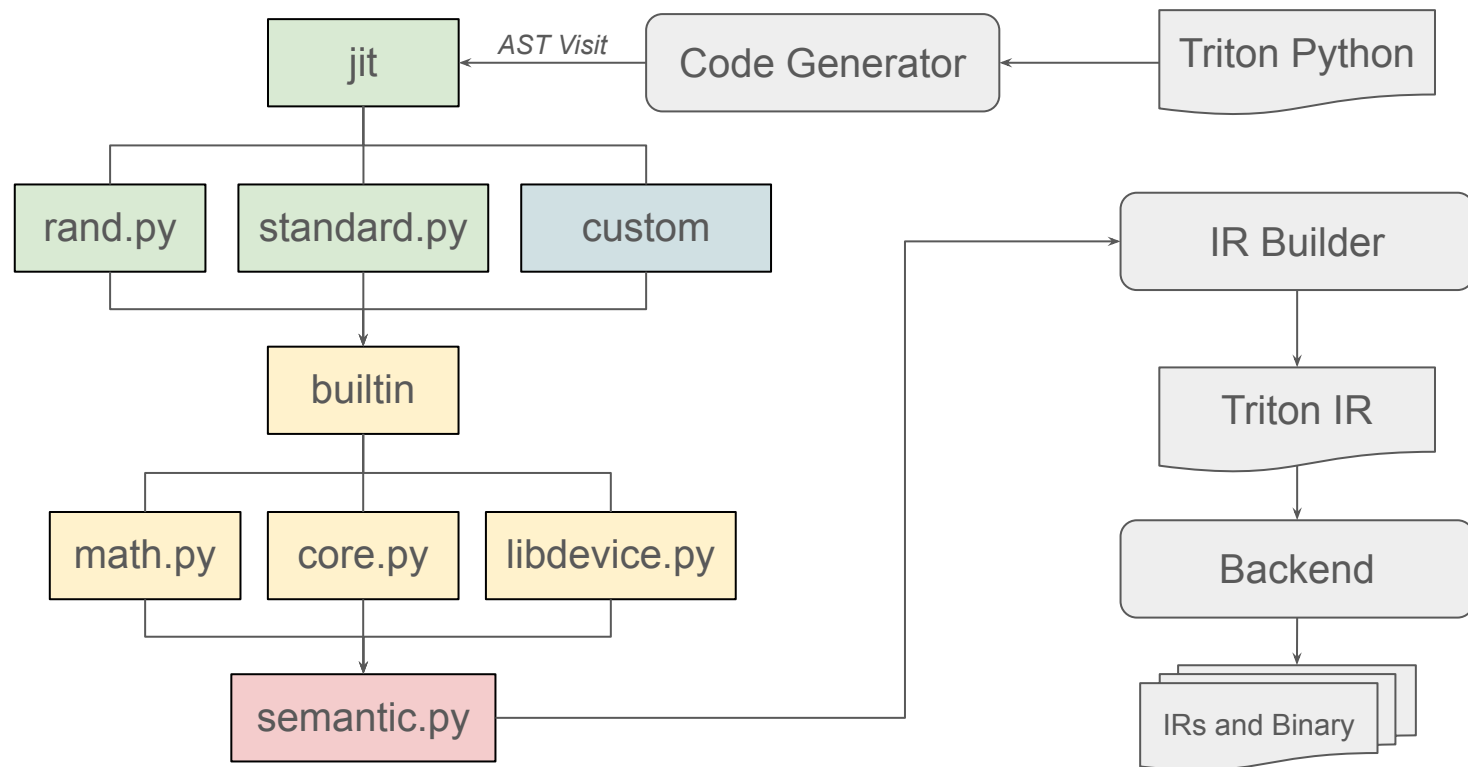 jit
AST Visit
Code Generator
Triton Python
rand.py
standard.py
custom
IR Builder
builtin
Triton IR
math.py
core.py
libdevice.py
Backend
semantic.py
IRs and Binary